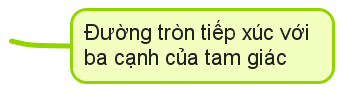 Đường tròn tiếp xúc với
ba cạnh của tam giác